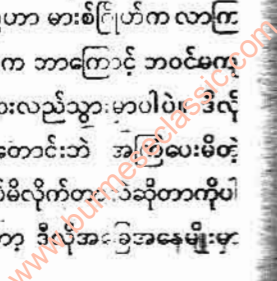 ဟာ မားစ်ဂြိုဟ်က လာကြ
က ဘာကြောင့် ဘဝင်မကျ
လည်သွားမှာပါပဲ။ ဒီလို
တောင်းဘဲ အကြံပေးမိတဲ့
မိလိုက်တာ ဆိုတာကိုပါ
ဒီလိုအခြေအနေမျိုးမှာ
www.burmeseclassic.com